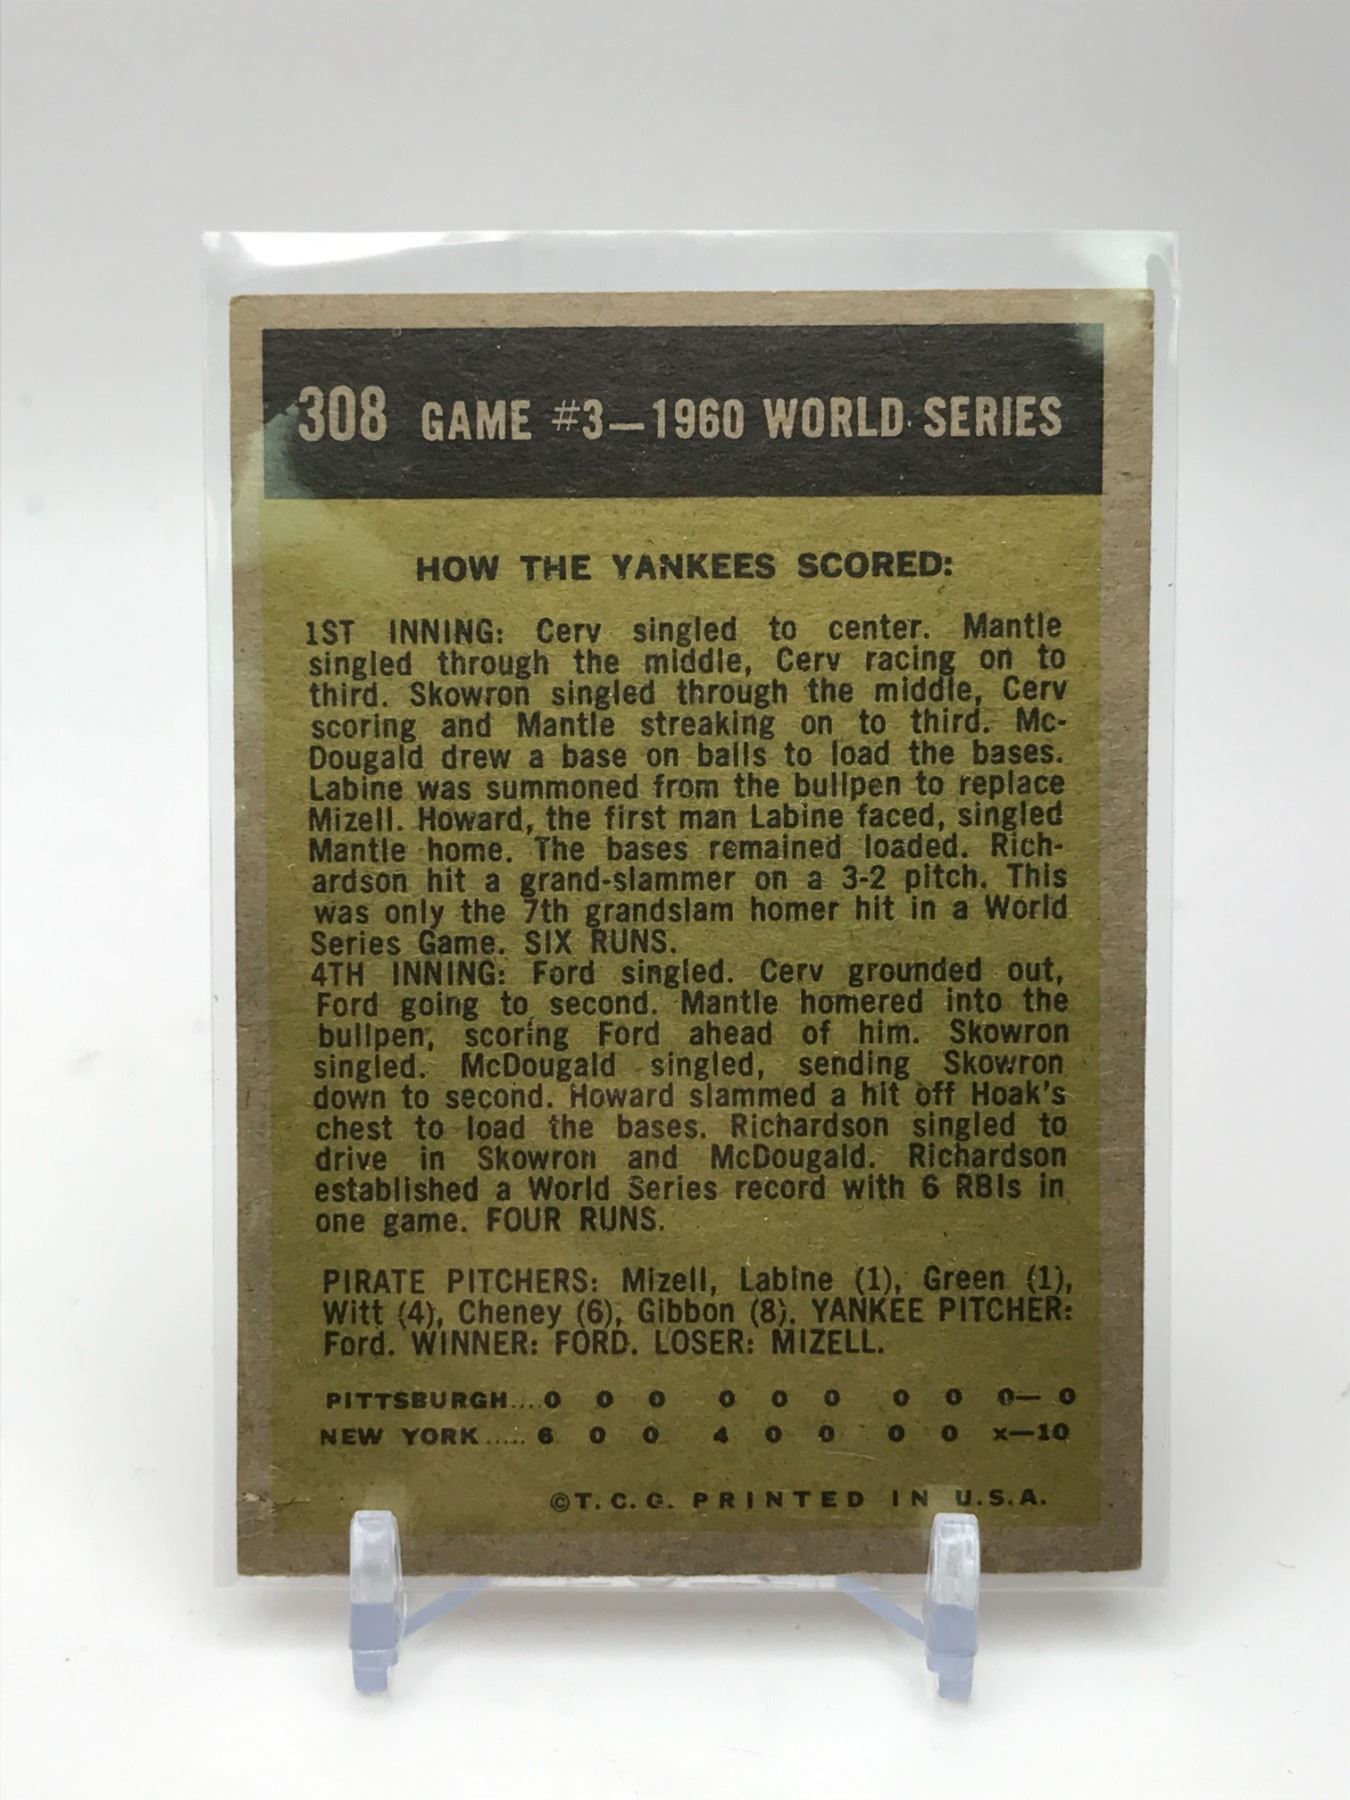 308 GAME #3—1960 WORLD SERIES
HOW THE YANKEES SCORED:
1ST INNING: Cerv singled to center. Mantle
singled through the middle, Cerv racing on to
third. Skowron singled through the middle, Cerv
scoring and Mantle streaking on to third. Mc-
Dougald drew a base on balls to load the bases.
Labine was summoned from the bullpen to replace
Mizell. Howard, the first man Labine faced, singled
Mantle home. The bases remained loaded. Rich-
ardson hit a grand-slammer on a 3-2 pitch. This
was only the 7th grandslam homer hit in a World
Series Game. SIX RUNS.
4TH INNING: Ford singled. Cerv grounded out,
Ford going to second. Mantle homered into the
bullpen, scoring Ford ahead of him. Skowron
singled. McDougald singled, sending Skowron
down to second. Howard slammed a hit off Hoak's
chest to load the bases. Richardson singled to
drive in Skowron and McDougald. Richardson
established a World Series record with 6 RBIs in
one game. FOUR RUNS.
PIRATE PITCHERS: Mizell, Labine (1), Green (1),
Witt (4), Cheney (6), Gibbon (8). YANKEE PITCHER:
Ford. WINNER: FORD. LOSER: MIZELL.
PITTSBURGH.... 0 0 0 0 0 0 0 0 0— 0
NEW YORK..... 6 0 0 4 0 0 0 0 x—10
©T. C. G. PRINTED IN U.S.A.